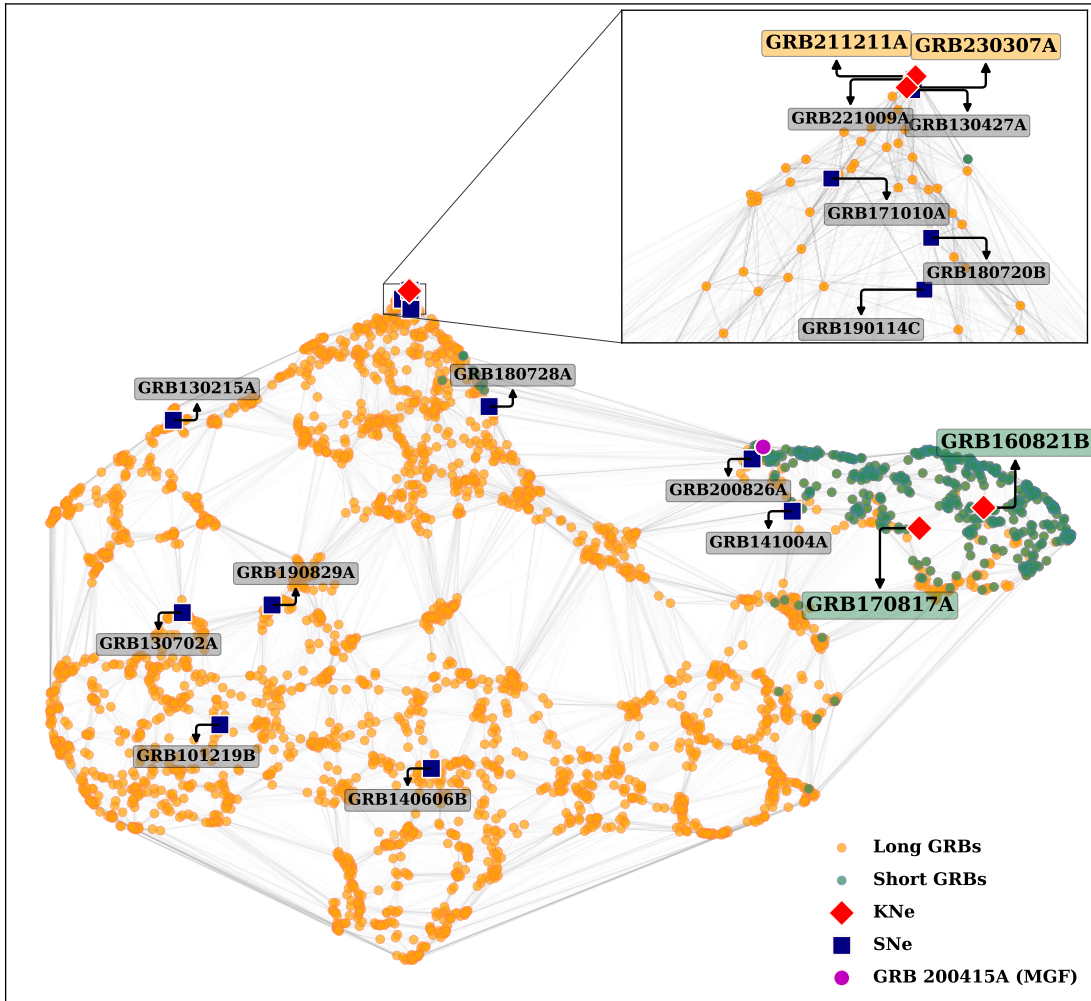 GRB211211A
GRB230307A
GRB221009A
GRB130427A
GRB171010A
GRB180720B
GRB190114C
GRB130215A
GRB180728A
GRB160821B
GRB200826A
GRB141004A
GRB170817A
GRB190829A
GRB130702A
GRB101219B
GRB140606B
Long GRBs
Short GRBs
KNe
SNe
GRB 200415A (MGF)